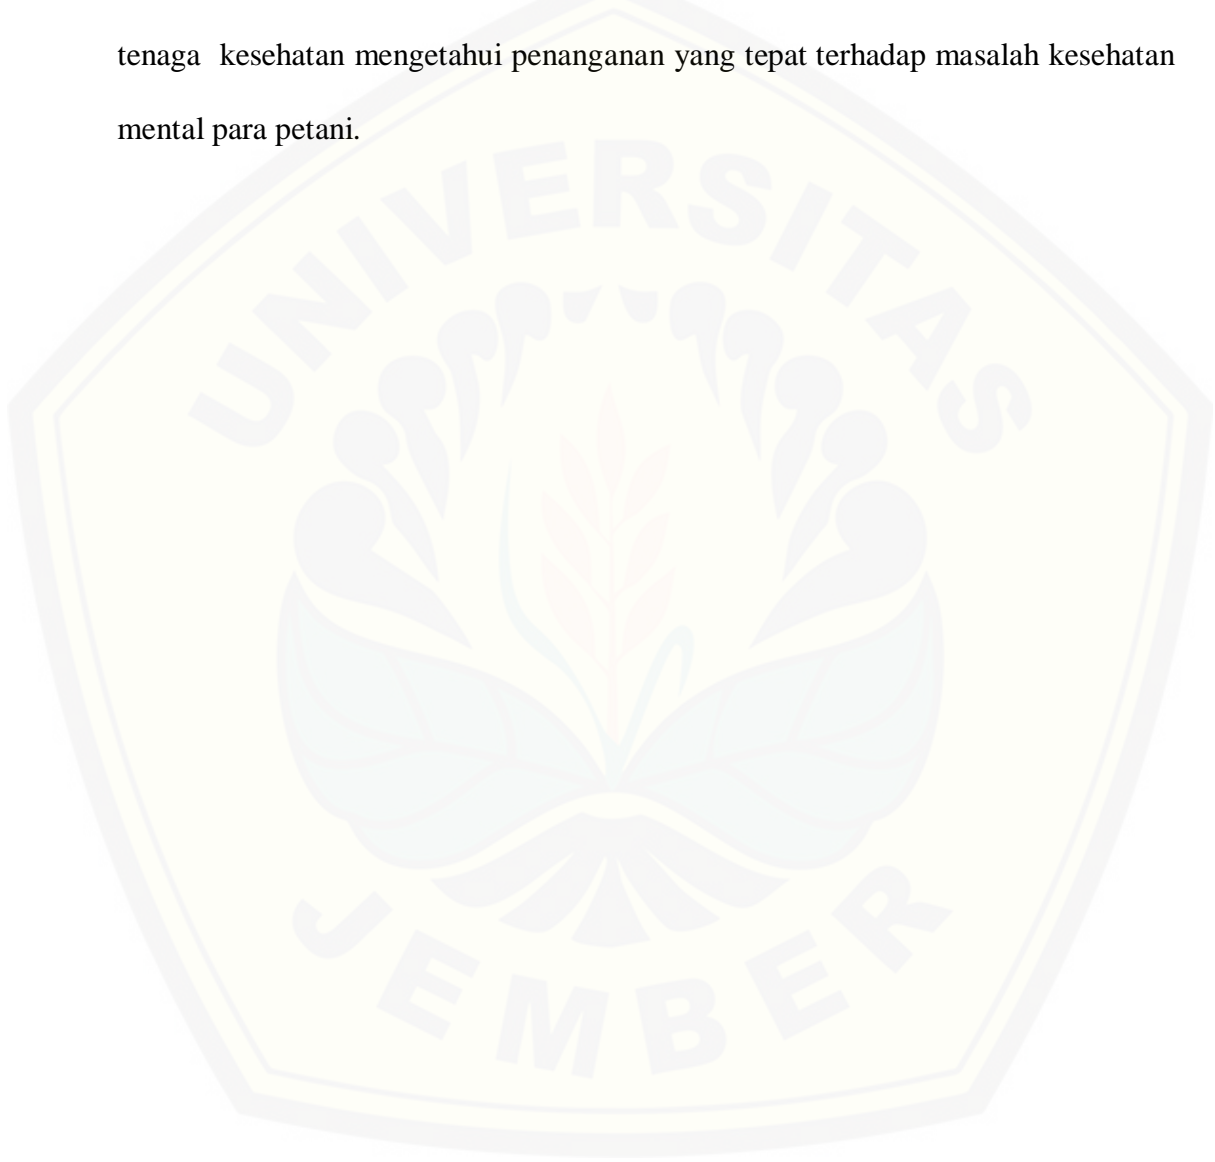 tenaga kesehatan mengetahui penanganan yang tepat terhadap masalah kesehatan
mental para petani.
UNIVERSITAS
JEMBER